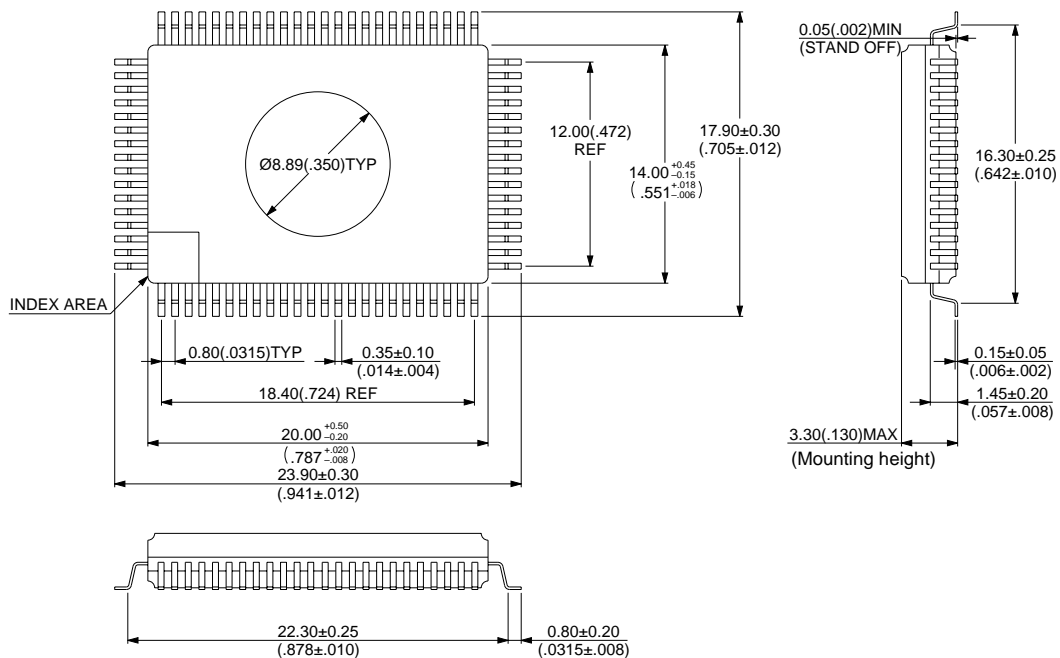 0.05(.002)MIN
(STAND OFF)
12.00(.472)
REF
17.90±0.30
(.705±.012)
Ø8.89(.350)TYP
14.00 +0.45 −0.15
( .551 +.018 −.006 )
16.30±0.25
(.642±.010)
INDEX AREA
0.80(.0315)TYP
0.35±0.10
(.014±.004)
18.40(.724) REF
20.00 +0.50 −0.20
( .787 +.020 −.008 )
23.90±0.30
(.941±.012)
0.15±0.05
(.006±.002)
1.45±0.20
(.057±.008)
3.30(.130)MAX
(Mounting height)
22.30±0.25
(.878±.010)
0.80±0.20
(.0315±.008)